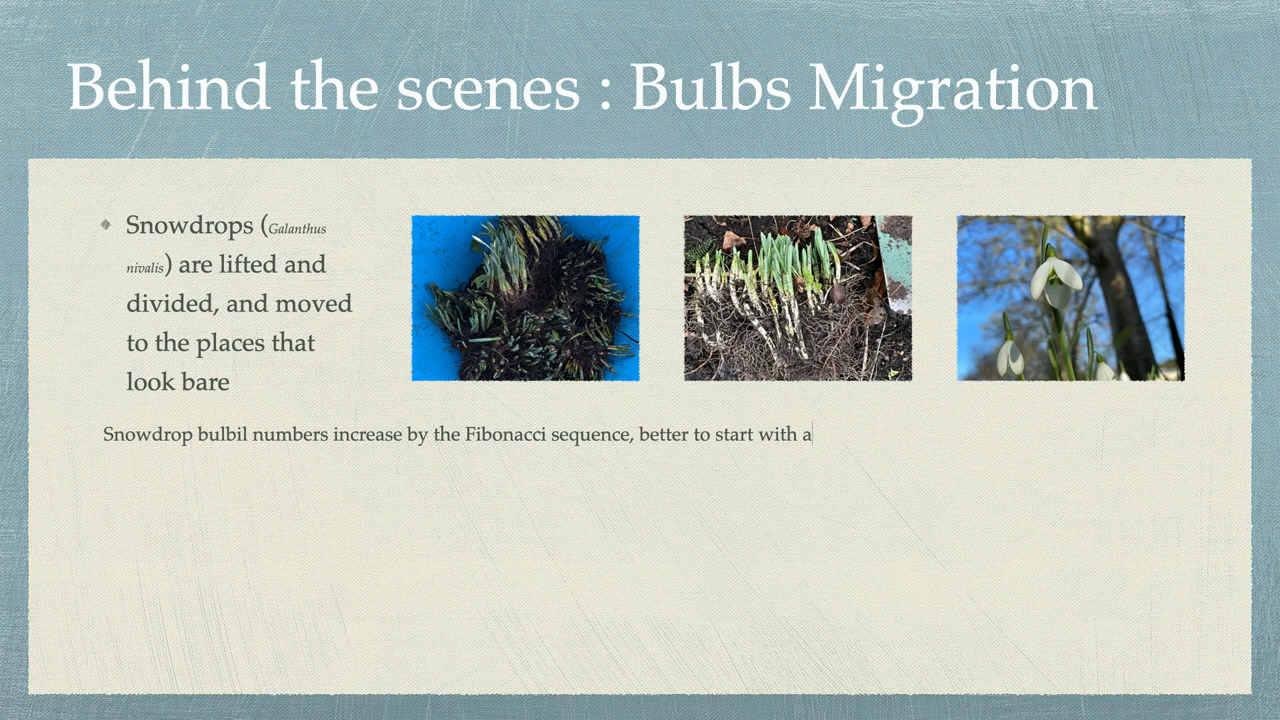 Behind the scenes : Bulbs Migration
Snowdrops (Galanthus
nivalis) are lifted and
divided, and moved
to the places that
look bare
Snowdrop bulbil numbers increase by the Fibonacci sequence, better to start with a